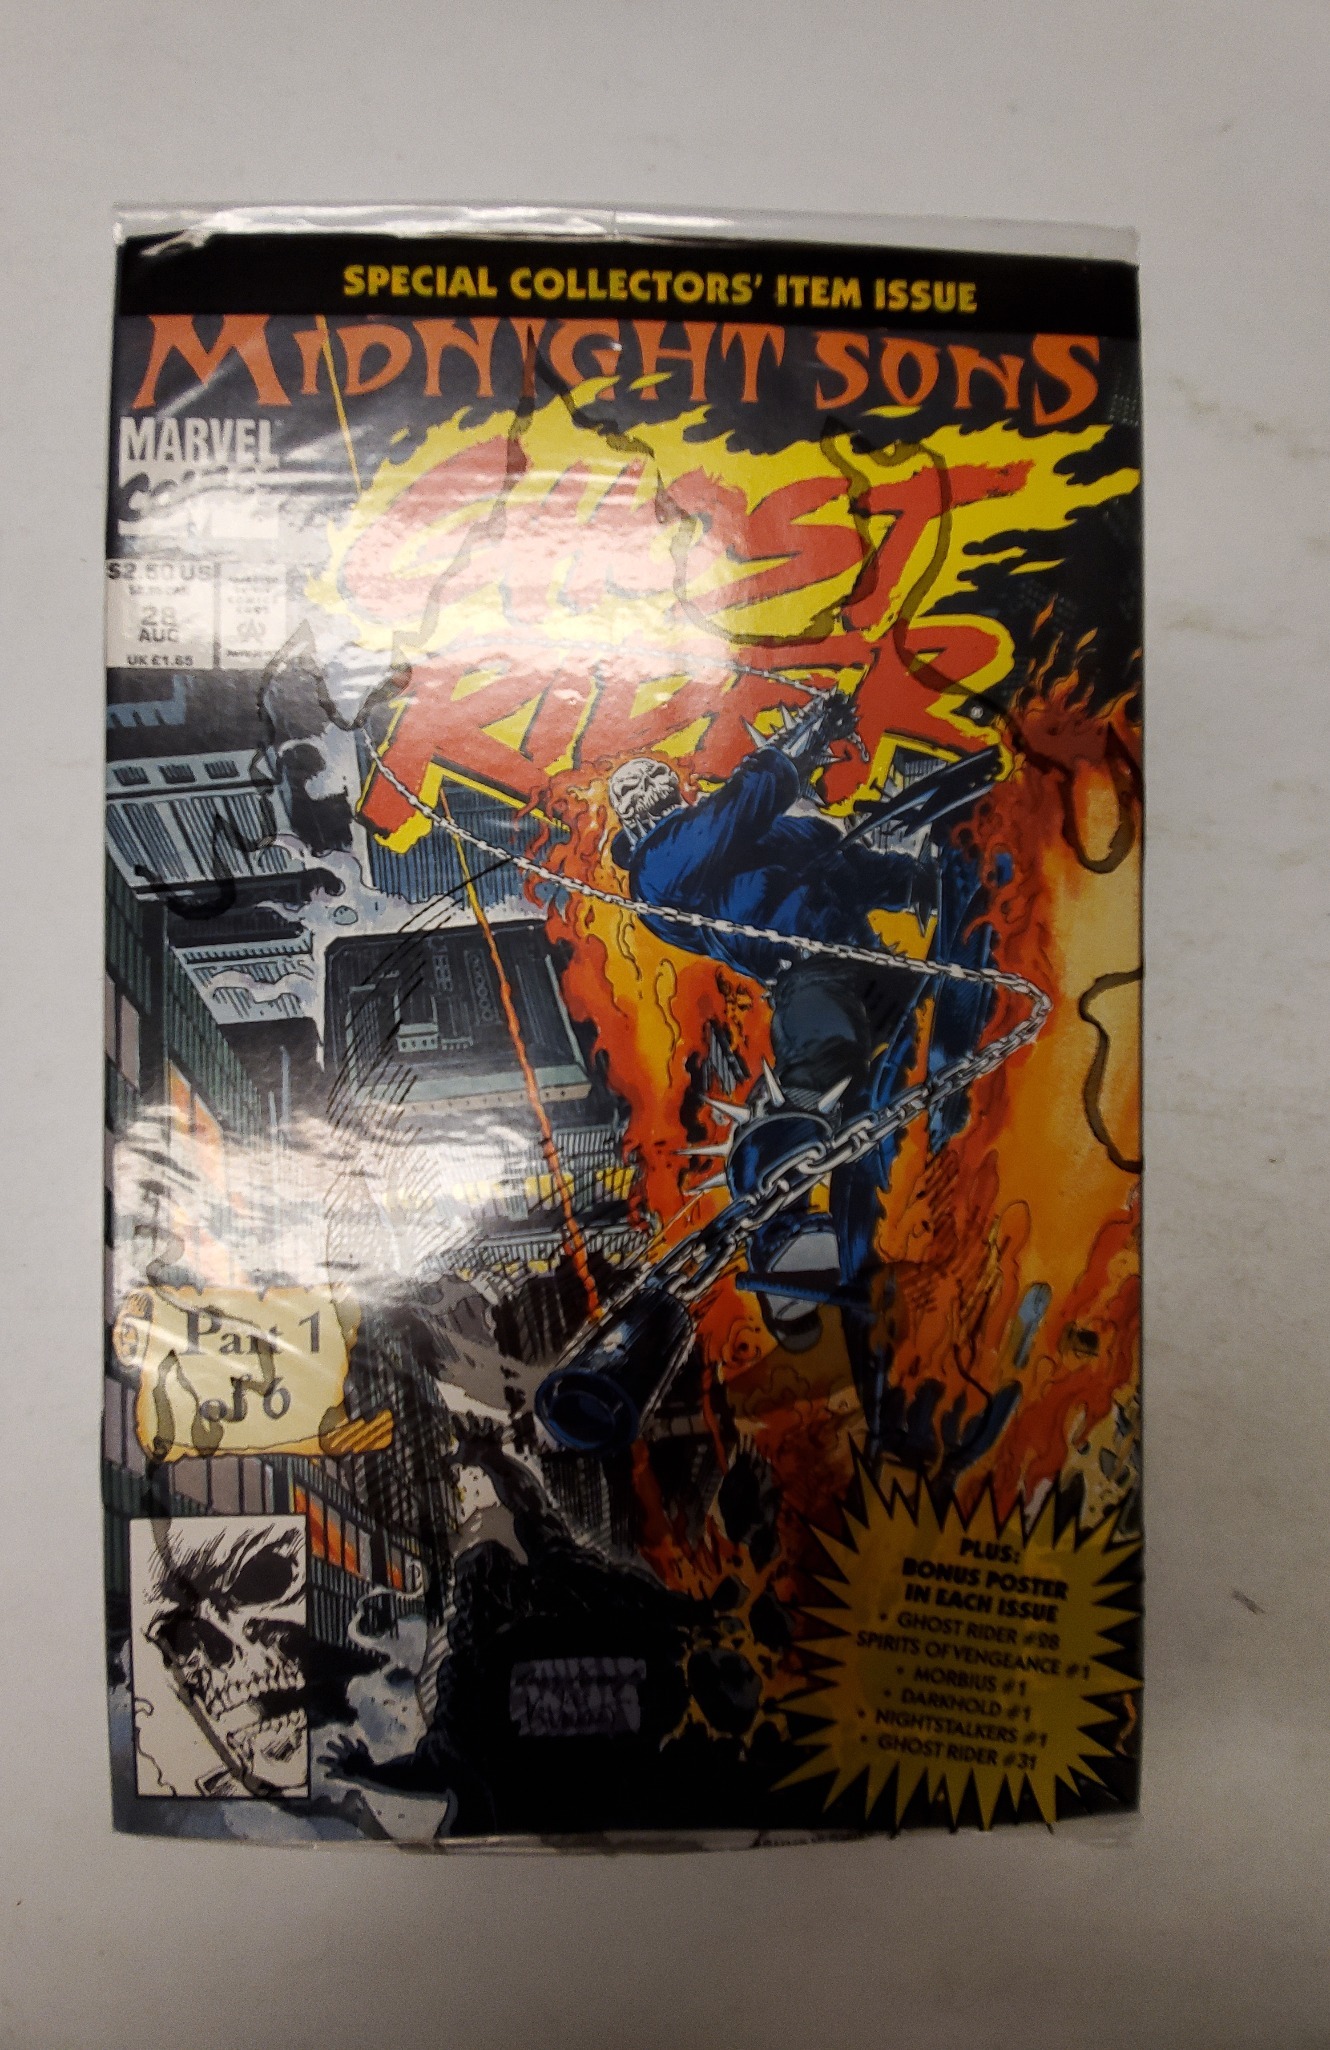 SPECIAL COLLECTORS' ITEM ISSUE
MIDNIGHT SONS
MARVEL
$2.50 US
28
AUG
UK £1.65
GHOST
RIDER
Part 1
of 6
PLUS:
BONUS POSTER
IN EACH ISSUE
• GHOST RIDER #28
SPIRITS OF VENGEANCE #1
• MORBIUS #1
• DARKHOLD #1
• NIGHTSTALKERS #1
• GHOST RIDER #31